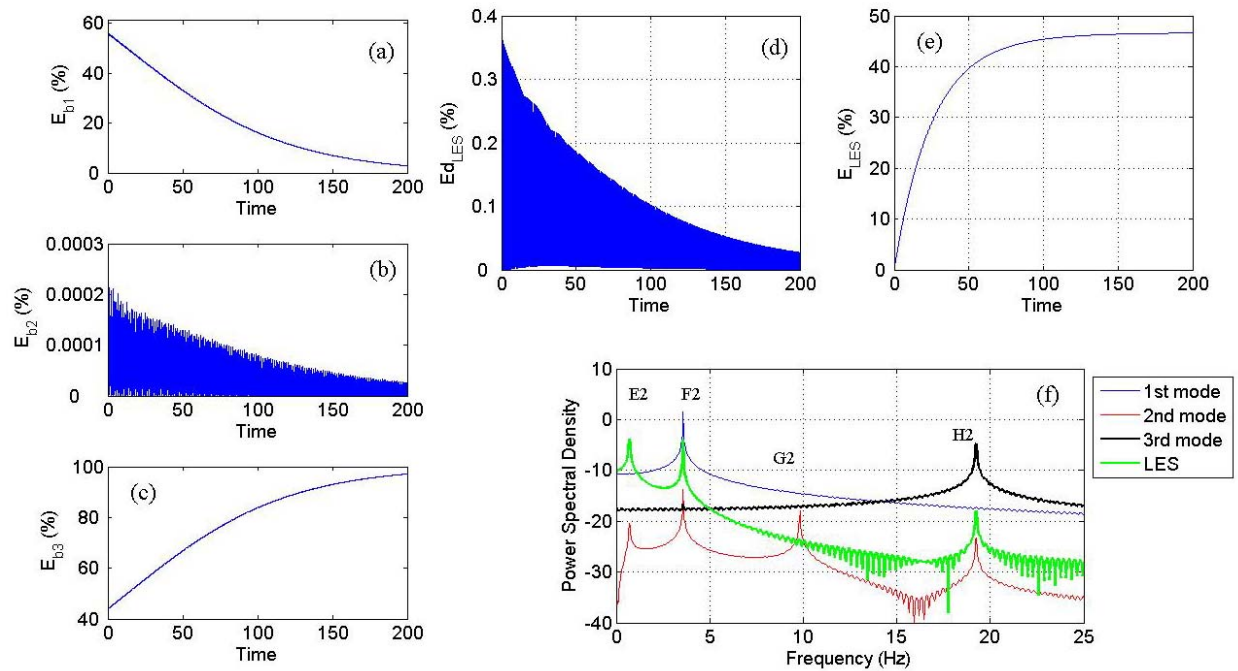 60
40
20
0
E_b1 (%)
(a)
0 50 100 150 200
Time
0.0003
0.0002
0.0001
0
E_b2 (%)
(b)
0 50 100 150 200
Time
100
80
60
40
E_b3 (%)
(c)
0 50 100 150 200
Time
0.4
0.3
0.2
0.1
0
Ed_LES (%)
(d)
0 50 100 150 200
Time
50
40
30
20
10
0
E_LES (%)
(e)
0 50 100 150 200
Time
10
0
-10
-20
-30
-40
Power Spectral Density
E2 F2
G2
H2
(f)
0 5 10 15 20 25
Frequency (Hz)
1st mode
2nd mode
3rd mode
LES